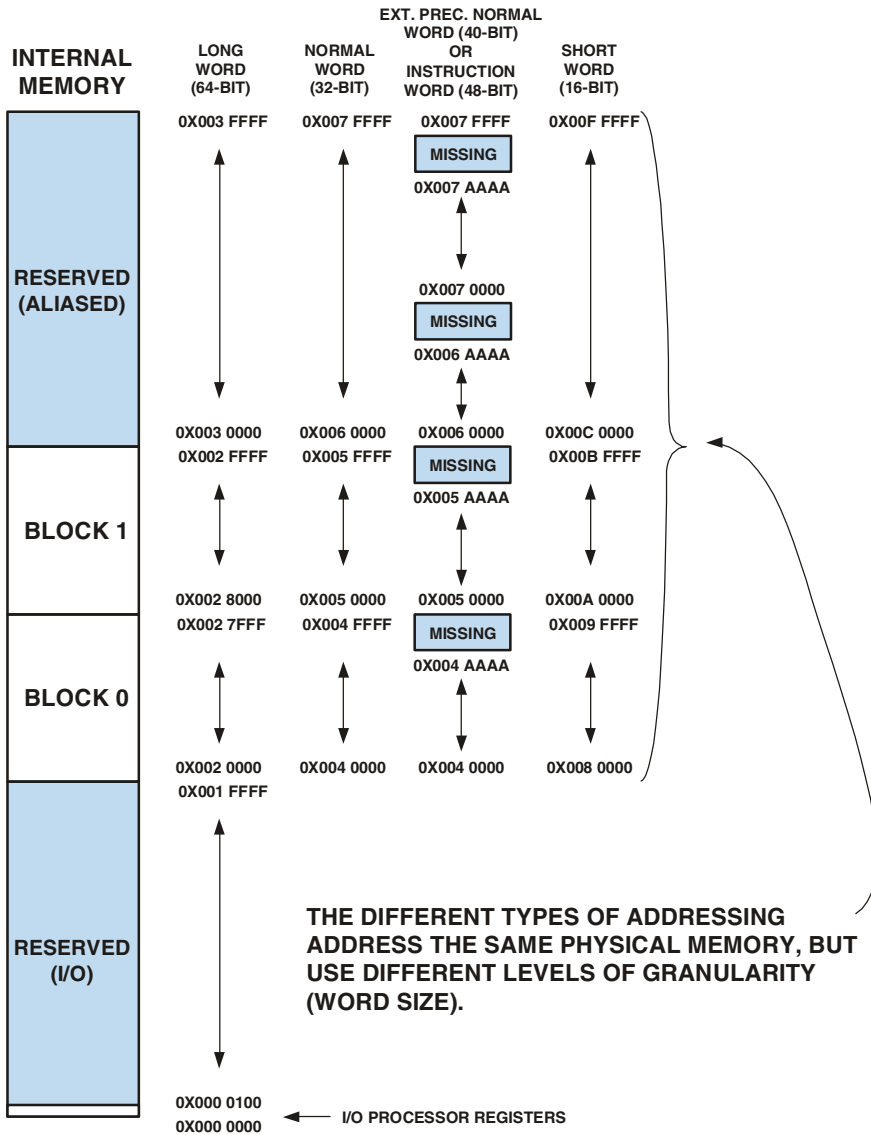 INTERNAL
MEMORY
LONG
WORD
(64-BIT)
NORMAL
WORD
(32-BIT)
EXT. PREC. NORMAL
WORD (40-BIT)
OR
INSTRUCTION
WORD (48-BIT)
SHORT
WORD
(16-BIT)
0X003 FFFF 0X007 FFFF 0X007 FFFF 0X00F FFFF
MISSING
0X007 AAAA
RESERVED
(ALIASED)
0X007 0000
MISSING
0X006 AAAA
0X003 0000 0X006 0000 0X006 0000 0X00C 0000
0X002 FFFF 0X005 FFFF MISSING 0X00B FFFF
0X005 AAAA
BLOCK 1
0X002 8000 0X005 0000 0X005 0000 0X00A 0000
0X002 7FFF 0X004 FFFF MISSING 0X009 FFFF
0X004 AAAA
BLOCK 0
0X002 0000 0X004 0000 0X004 0000 0X008 0000
0X001 FFFF
RESERVED
(I/O)
THE DIFFERENT TYPES OF ADDRESSING
ADDRESS THE SAME PHYSICAL MEMORY, BUT
USE DIFFERENT LEVELS OF GRANULARITY
(WORD SIZE).
0X000 0100
0X000 0000
I/O PROCESSOR REGISTERS